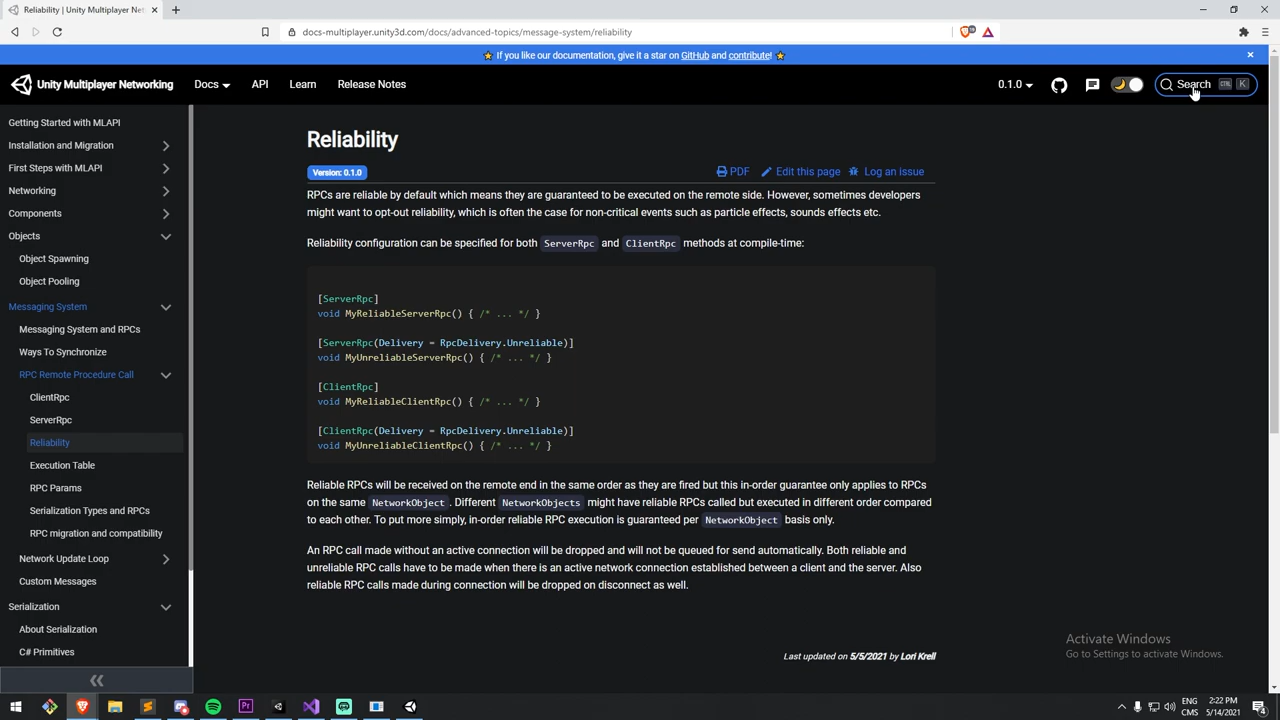 Reliability | Unity Multiplayer Net
docs-multiplayer.unity3d.com/docs/advanced-topics/message-system/reliability
⭐ If you like our documentation, give it a star on GitHub and contribute! ⭐
Unity Multiplayer Networking Docs API Learn Release Notes 0.1.0 Search CTRL K
Getting Started with MLAPI
Installation and Migration
First Steps with MLAPI
Networking
Components
Objects
Object Spawning
Object Pooling
Messaging System
Messaging System and RPCs
Ways To Synchronize
RPC Remote Procedure Call
ClientRpc
ServerRpc
Reliability
Execution Table
RPC Params
Serialization Types and RPCs
RPC migration and compatibility
Network Update Loop
Custom Messages
Serialization
About Serialization
C# Primitives
Reliability
Version: 0.1.0 PDF Edit this page Log an issue
RPCs are reliable by default which means they are guaranteed to be executed on the remote side. However, sometimes developers
might want to opt-out reliability, which is often the case for non-critical events such as particle effects, sounds effects etc.
Reliability configuration can be specified for both ServerRpc and ClientRpc methods at compile-time:
[ServerRpc]
void MyReliableServerRpc() { /* ... */ }
[ServerRpc(Delivery = RpcDelivery.Unreliable)]
void MyUnreliableServerRpc() { /* ... */ }
[ClientRpc]
void MyReliableClientRpc() { /* ... */ }
[ClientRpc(Delivery = RpcDelivery.Unreliable)]
void MyUnreliableClientRpc() { /* ... */ }
Reliable RPCs will be received on the remote end in the same order as they are fired but this in-order guarantee only applies to RPCs
on the same NetworkObject. Different NetworkObjects might have reliable RPCs called but executed in different order compared
to each other. To put more simply, in-order reliable RPC execution is guaranteed per NetworkObject basis only.
An RPC call made without an active connection will be dropped and will not be queued for send automatically. Both reliable and
unreliable RPC calls have to be made when there is an active network connection established between a client and the server. Also
reliable RPC calls made during connection will be dropped on disconnect as well.
Last updated on 5/5/2021 by Lori Krell
Activate Windows
Go to Settings to activate Windows.
ENG 2:22 PM
CMS 5/14/2021